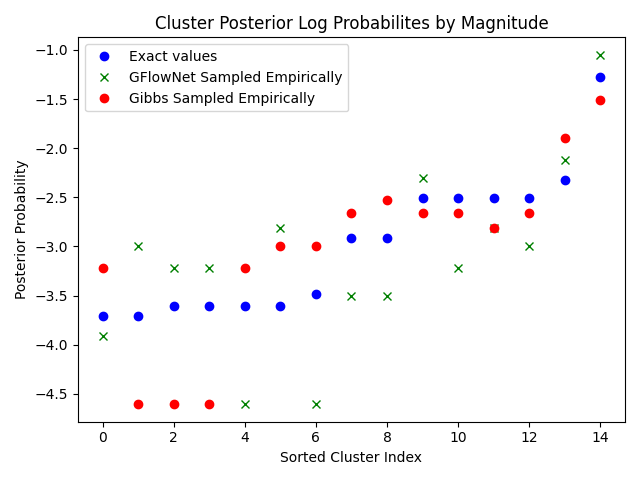 Cluster Posterior Log Probabilites by Magnitude
Exact values
GFlowNet Sampled Empirically
Gibbs Sampled Empirically
Posterior Probability
−1.0
−1.5
−2.0
−2.5
−3.0
−3.5
−4.0
−4.5
0 2 4 6 8 10 12 14
Sorted Cluster Index